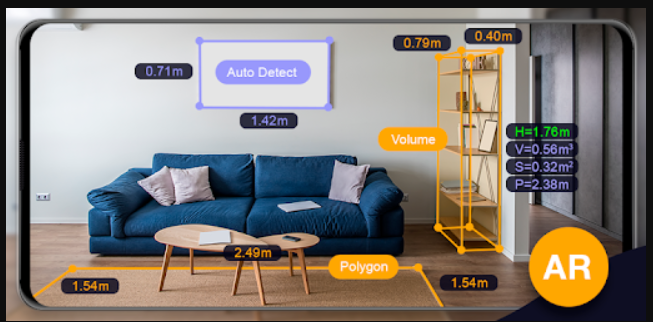 0.79m
0.40m
0.71m
Auto Detect
1.42m
H=1.76m
Volume
V=0.56m³
S=0.32m²
P=2.38m
2.49m
Polygon
1.54m
1.54m
AR